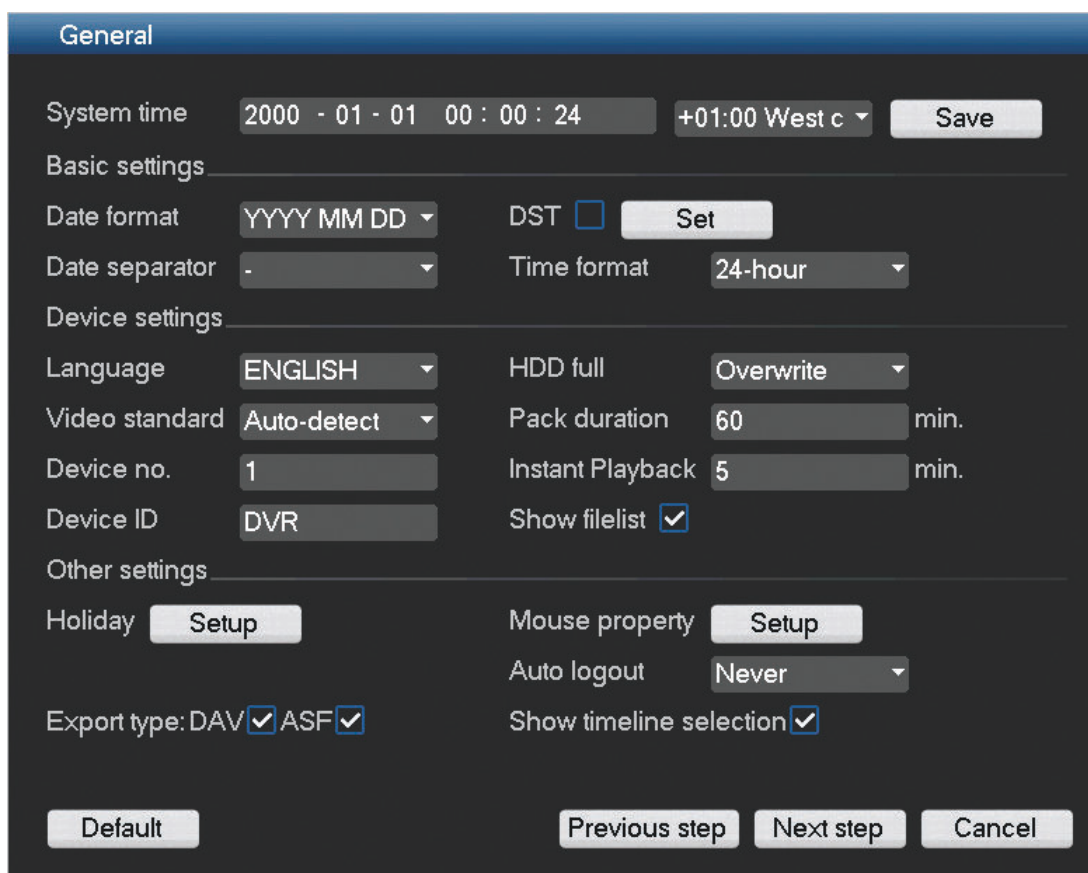 General
System time 2000 - 01 - 01 00 : 00 : 24 +01:00 West c Save
Basic settings
Date format YYYY MM DD DST Set
Date separator - Time format 24-hour
Device settings
Language ENGLISH HDD full Overwrite
Video standard Auto-detect Pack duration 60 min.
Device no. 1 Instant Playback 5 min.
Device ID DVR Show filelist
Other settings
Holiday Setup Mouse property Setup
Auto logout Never
Export type: DAV ASF Show timeline selection
Default Previous step Next step Cancel